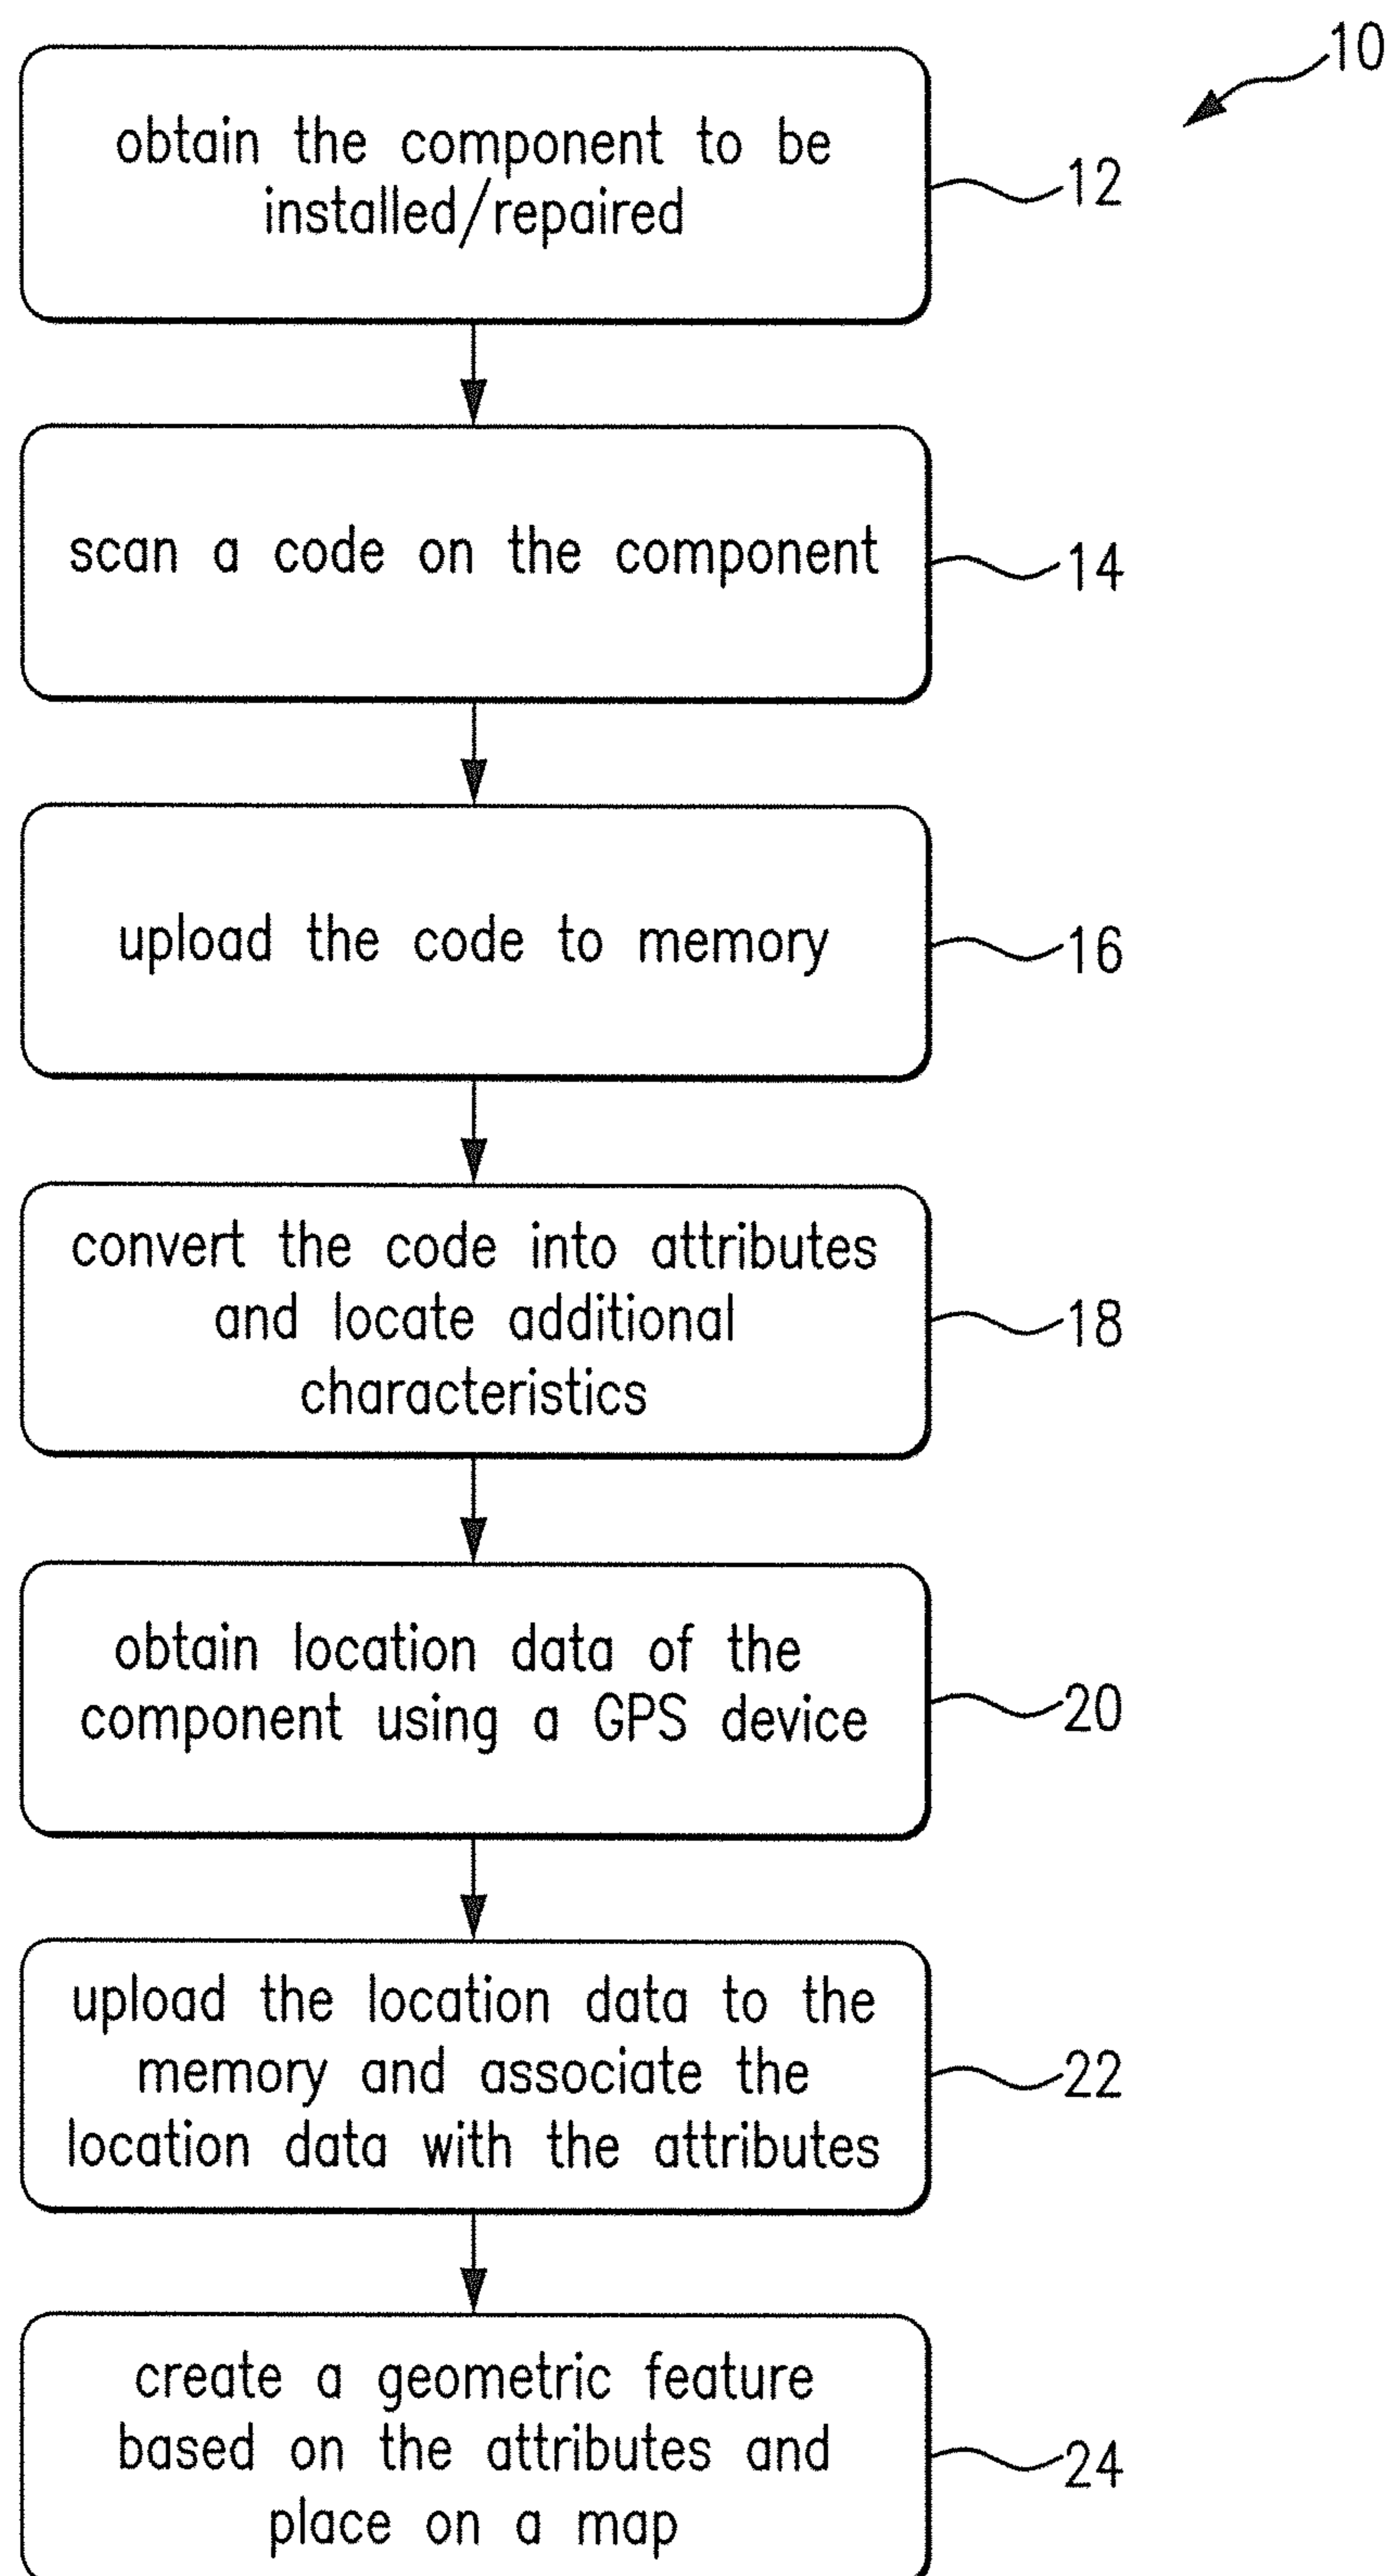 10
obtain the component to be
installed/repaired
12
scan a code on the component
14
upload the code to memory
16
convert the code into attributes
and locate additional
characteristics
18
obtain location data of the
component using a GPS device
20
upload the location data to the
memory and associate the
location data with the attributes
22
create a geometric feature
based on the attributes and
place on a map
24